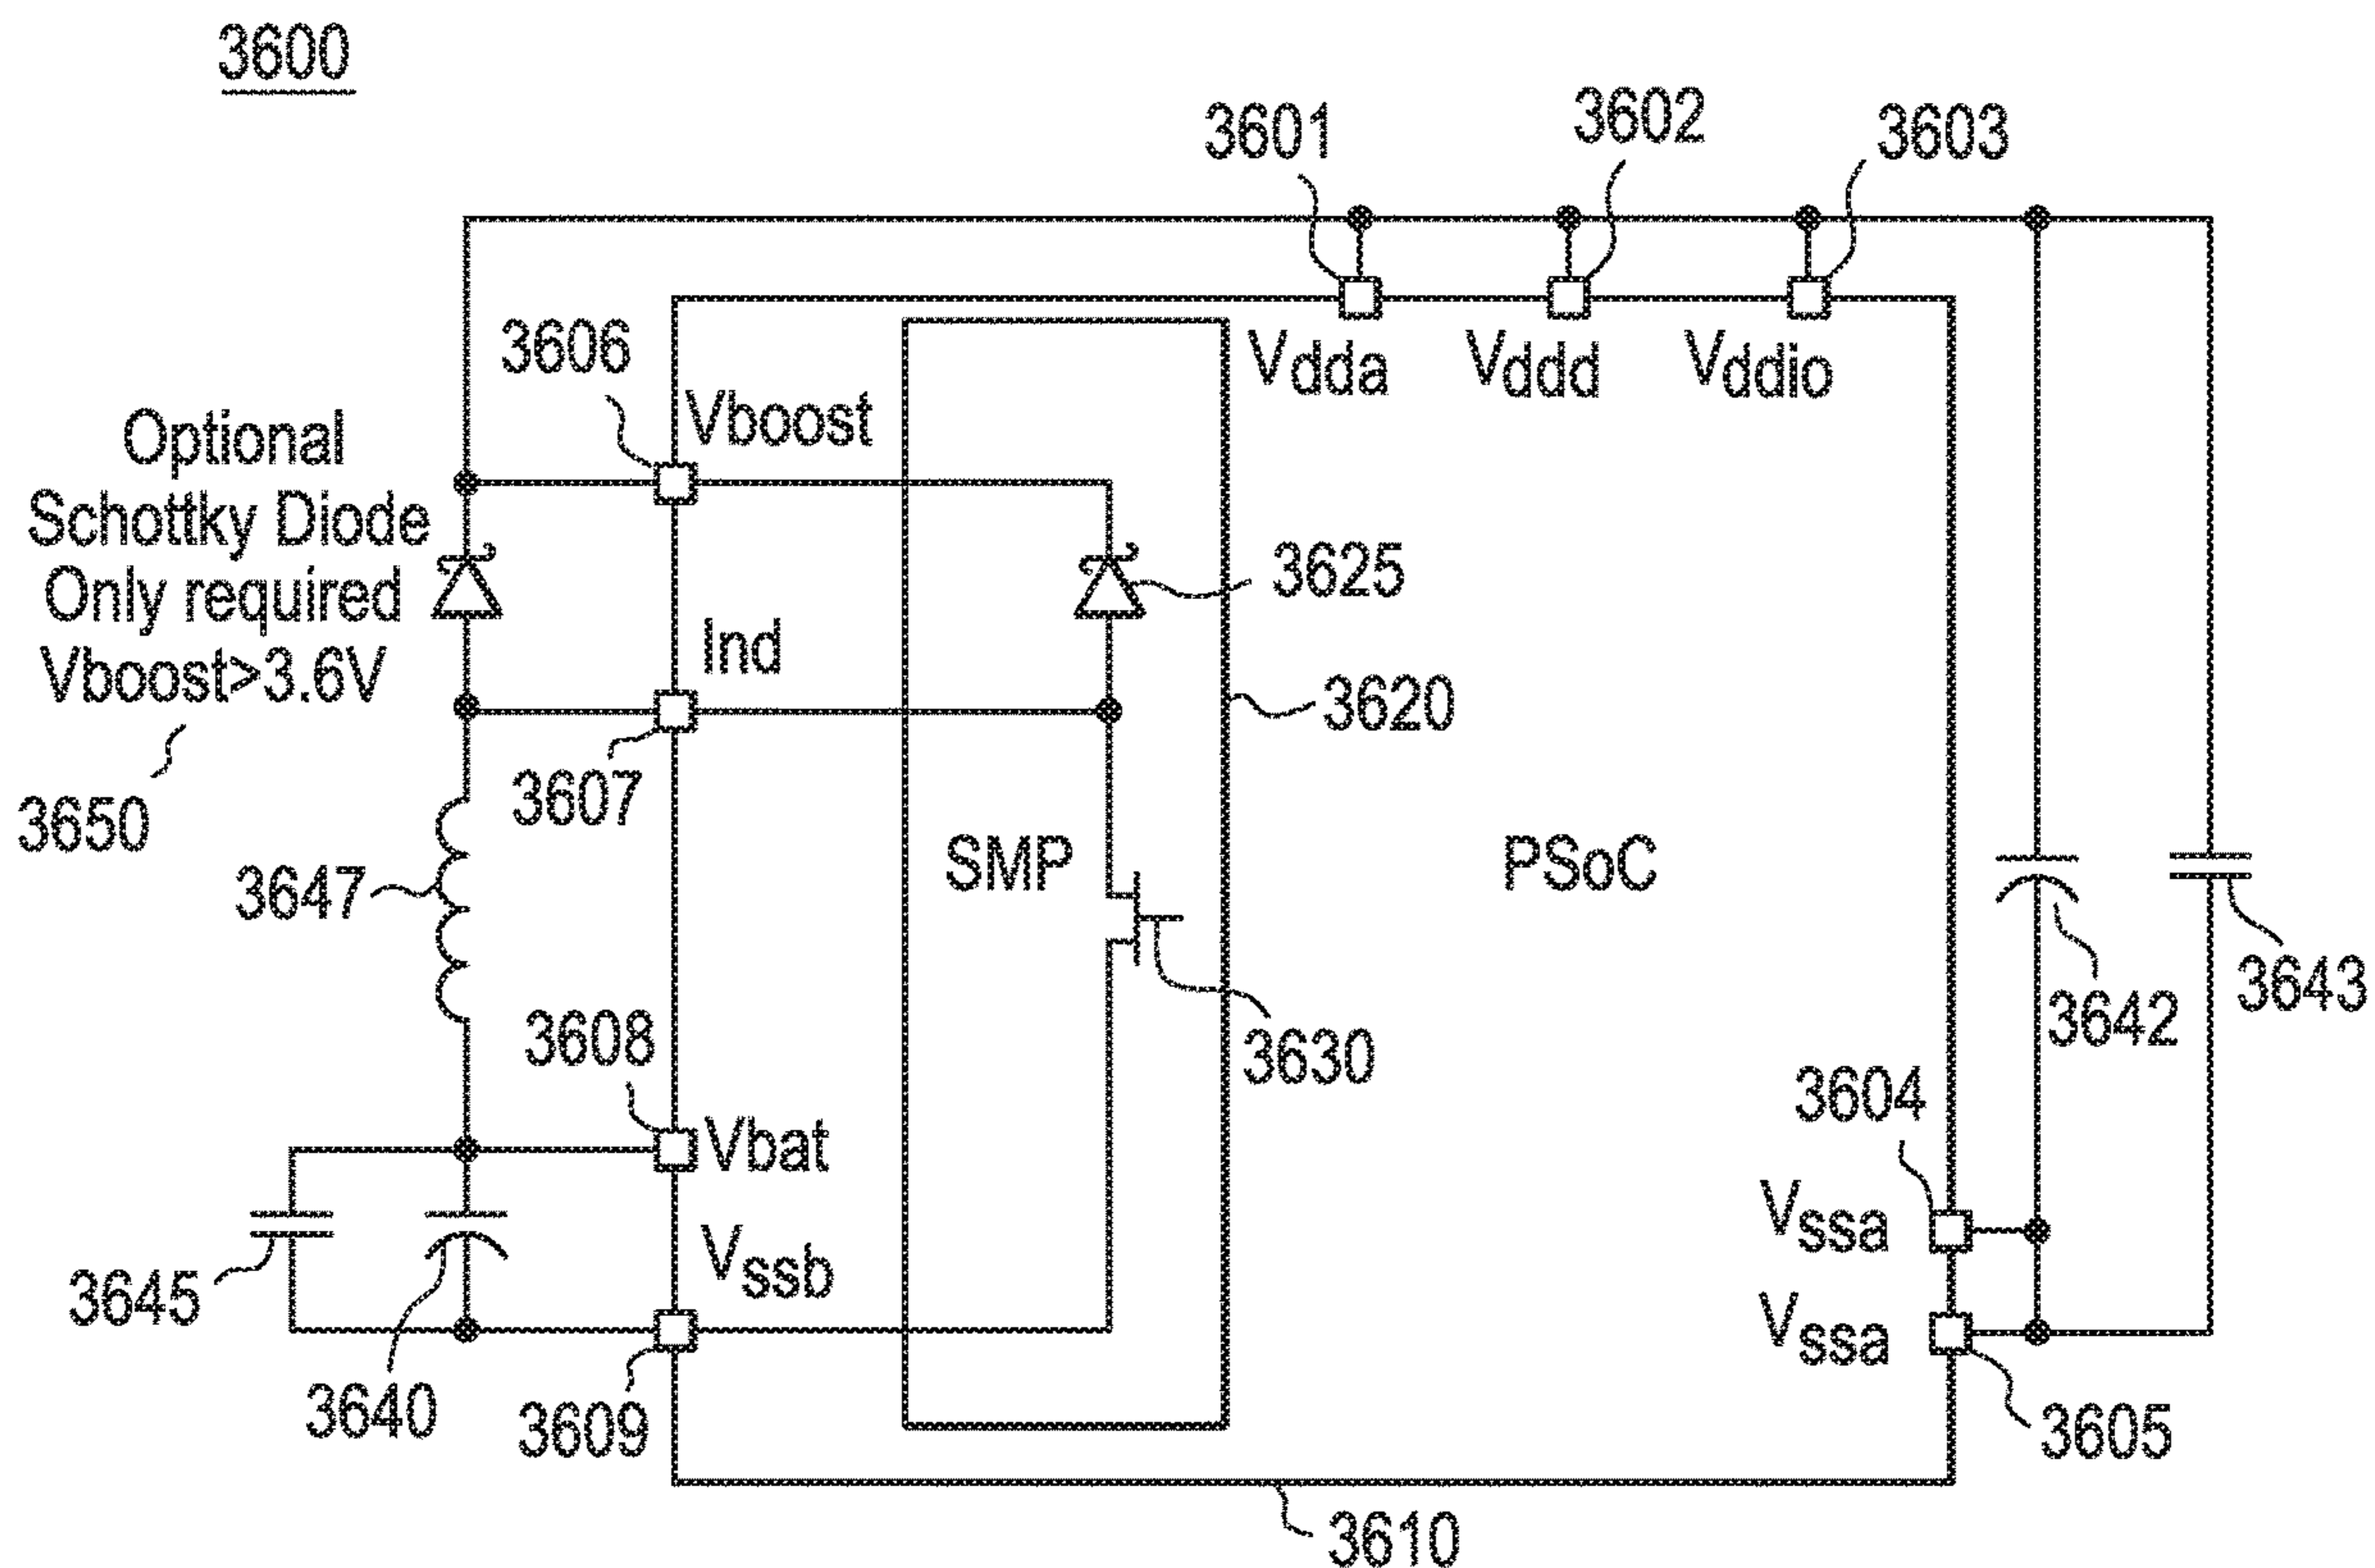 3600
3601
3602
3603
3606
Vdda
Vddd
Vddio
Vboost
Optional
Schottky Diode
Only required
Vboost>3.6V
3625
Ind
3620
3607
3650
SMP
PSoC
3647
3643
3642
3608
3630
3604
Vbat
Vssa
Vssb
3645
Vssa
3640
3609
3605
3610